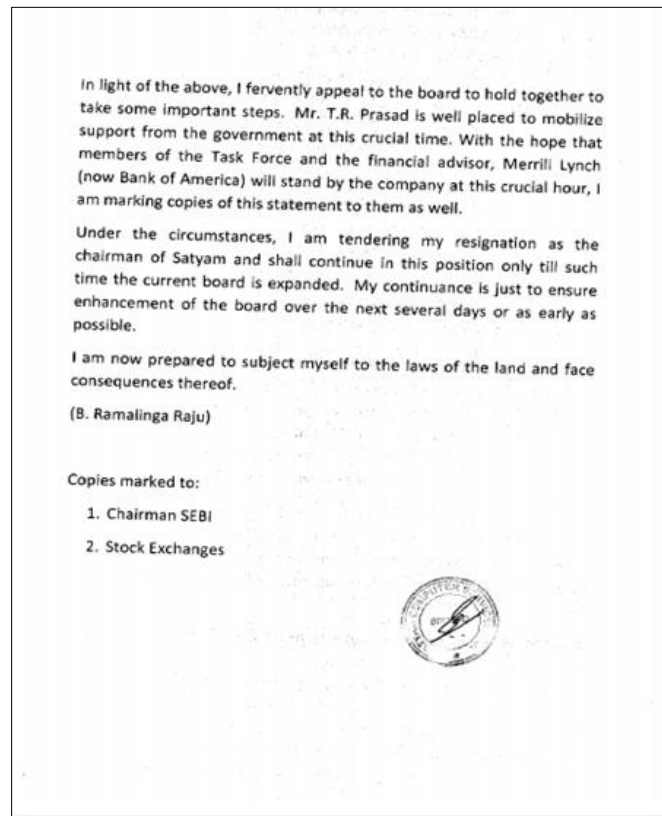 In light of the above, I fervently appeal to the board to hold together to
take some important steps. Mr. T.R. Prasad is well placed to mobilize
support from the government at this crucial time. With the hope that
members of the Task Force and the financial advisor, Merrill Lynch
(now Bank of America) will stand by the company at this crucial hour, I
am marking copies of this statement to them as well.
Under the circumstances, I am tendering my resignation as the
chairman of Satyam and shall continue in this position only till such
time the current board is expanded. My continuance is just to ensure
enhancement of the board over the next several days or as early as
possible.
I am now prepared to subject myself to the laws of the land and face
consequences thereof.
(B. Ramalinga Raju)
Copies marked to:
1. Chairman SEBI
2. Stock Exchanges
COMPUTER